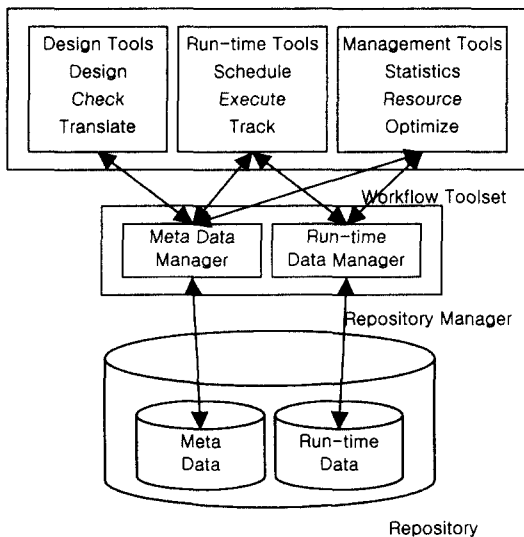 Design Tools
Design
Check
Translate
Run-time Tools
Schedule
Execute
Track
Management Tools
Statistics
Resource
Optimize
Workflow Toolset
Meta Data
Manager
Run-time
Data Manager
Repository Manager
Meta
Data
Run-time
Data
Repository